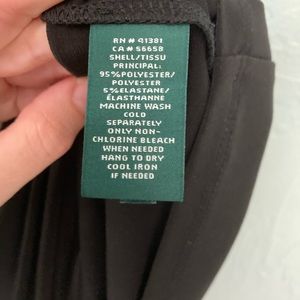 RN # 41381
CA # 56658
SHELL/TISSU
PRINCIPAL:
95%POLYESTER/
POLYESTER
5%ELASTANE/
ÉLASTHANNE
MACHINE WASH
COLD
SEPARATELY
ONLY NON-
CHLORINE BLEACH
WHEN NEEDED
HANG TO DRY
COOL IRON
IF NEEDED